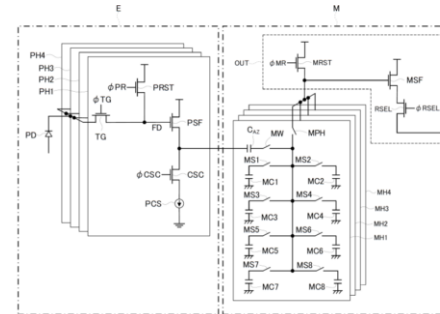 E
M
PH4
PH3
PH2
PH1
φTG
φPR
PRST
PSF
FD
PD
TG
φCSC
CSC
PCS
OUT
φMR
MRST
MSF
RSEL
φRSEL
CAZ
MW
MPH
MS1
MS2
MC1
MC2
MS3
MS4
MC3
MC4
MS5
MS6
MC5
MC6
MS7
MS8
MC7
MC8
MH4
MH3
MH2
MH1